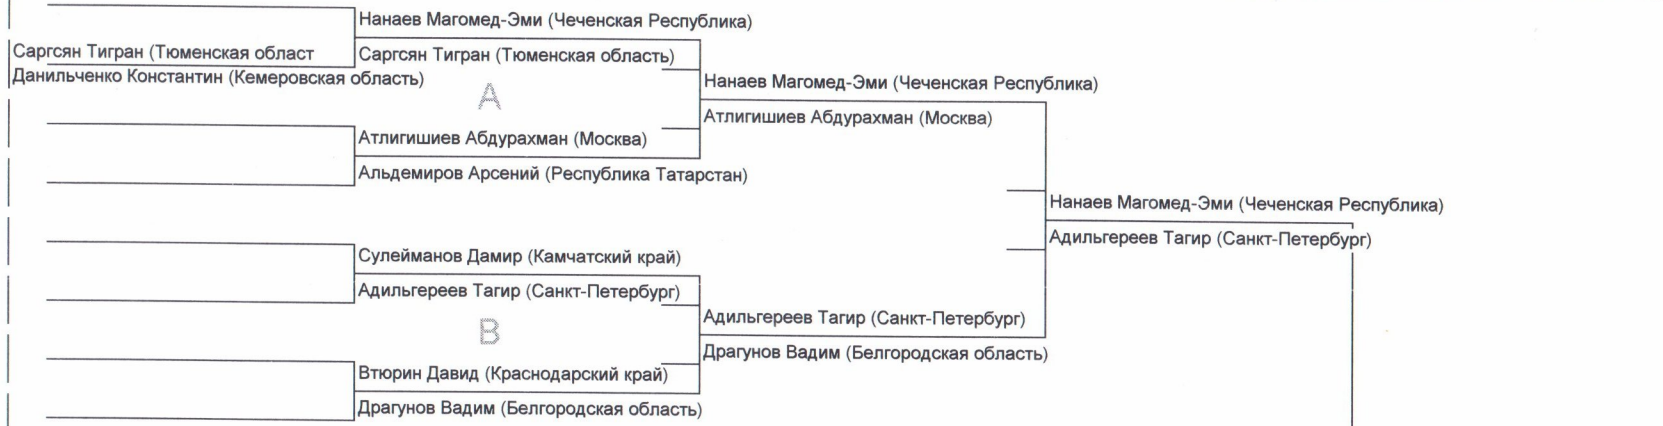 Нанаев Магомед-Эми (Чеченская Республика)
Саргсян Тигран (Тюменская област
Саргсян Тигран (Тюменская область)
Данильченко Константин (Кемеровская область)
Нанаев Магомед-Эми (Чеченская Республика)
A
Атлигишиев Абдурахман (Москва)
Атлигишиев Абдурахман (Москва)
Альдемиров Арсений (Республика Татарстан)
Нанаев Магомед-Эми (Чеченская Республика)
Адильгереев Тагир (Санкт-Петербург)
Сулейманов Дамир (Камчатский край)
Адильгереев Тагир (Санкт-Петербург)
Адильгереев Тагир (Санкт-Петербург)
B
Драгунов Вадим (Белгородская область)
Втюрин Давид (Краснодарский край)
Драгунов Вадим (Белгородская область)